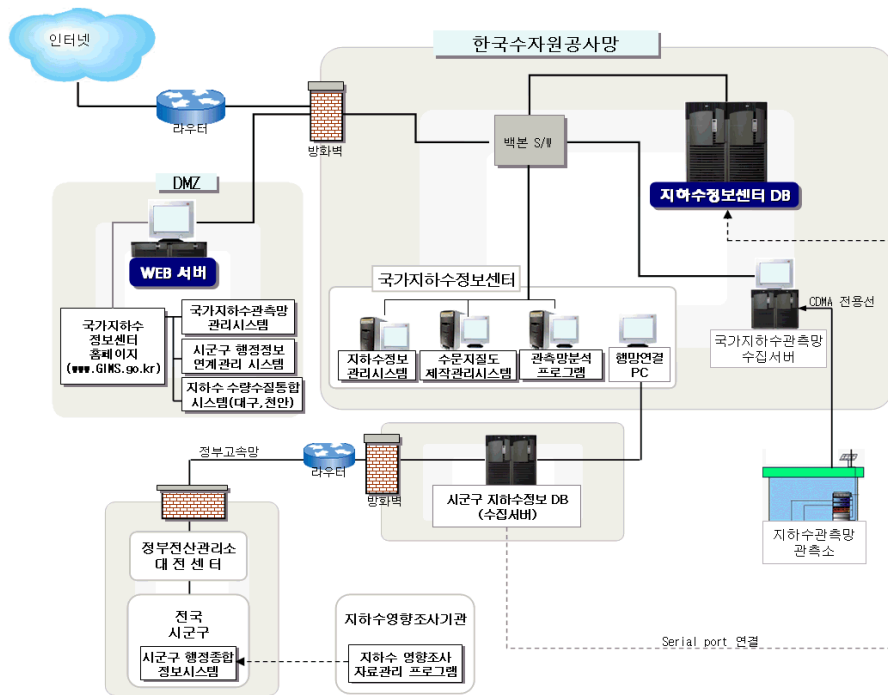 인터넷
한국수자원공사망
라우터
방화벽
백본 S/W
지하수정보센터 DB
DMZ
WEB 서버
국가지하수
정보센터
홈페이지
(www.GIMS.go.kr)
국가지하수관측망
관리시스템
시군구 행정정보
연계관리 시스템
지하수 수량수질통합
시스템(대구,천안)
국가지하수정보센터
지하수정보
관리시스템
수문지질도
제작관리시스템
관측망분석
프로그램
행망연결
PC
CDMA 전용선
국가지하수관측망
수집서버
정부고속망
라우터
방화벽
시군구 지하수정보 DB
(수집서버)
지하수관측망
관측소
정부전산관리소
대 전 센 터
전국
시군구
시군구 행정종합
정보시스템
지하수영향조사기관
지하수 영향조사
자료관리 프로그램
Serial port 연결